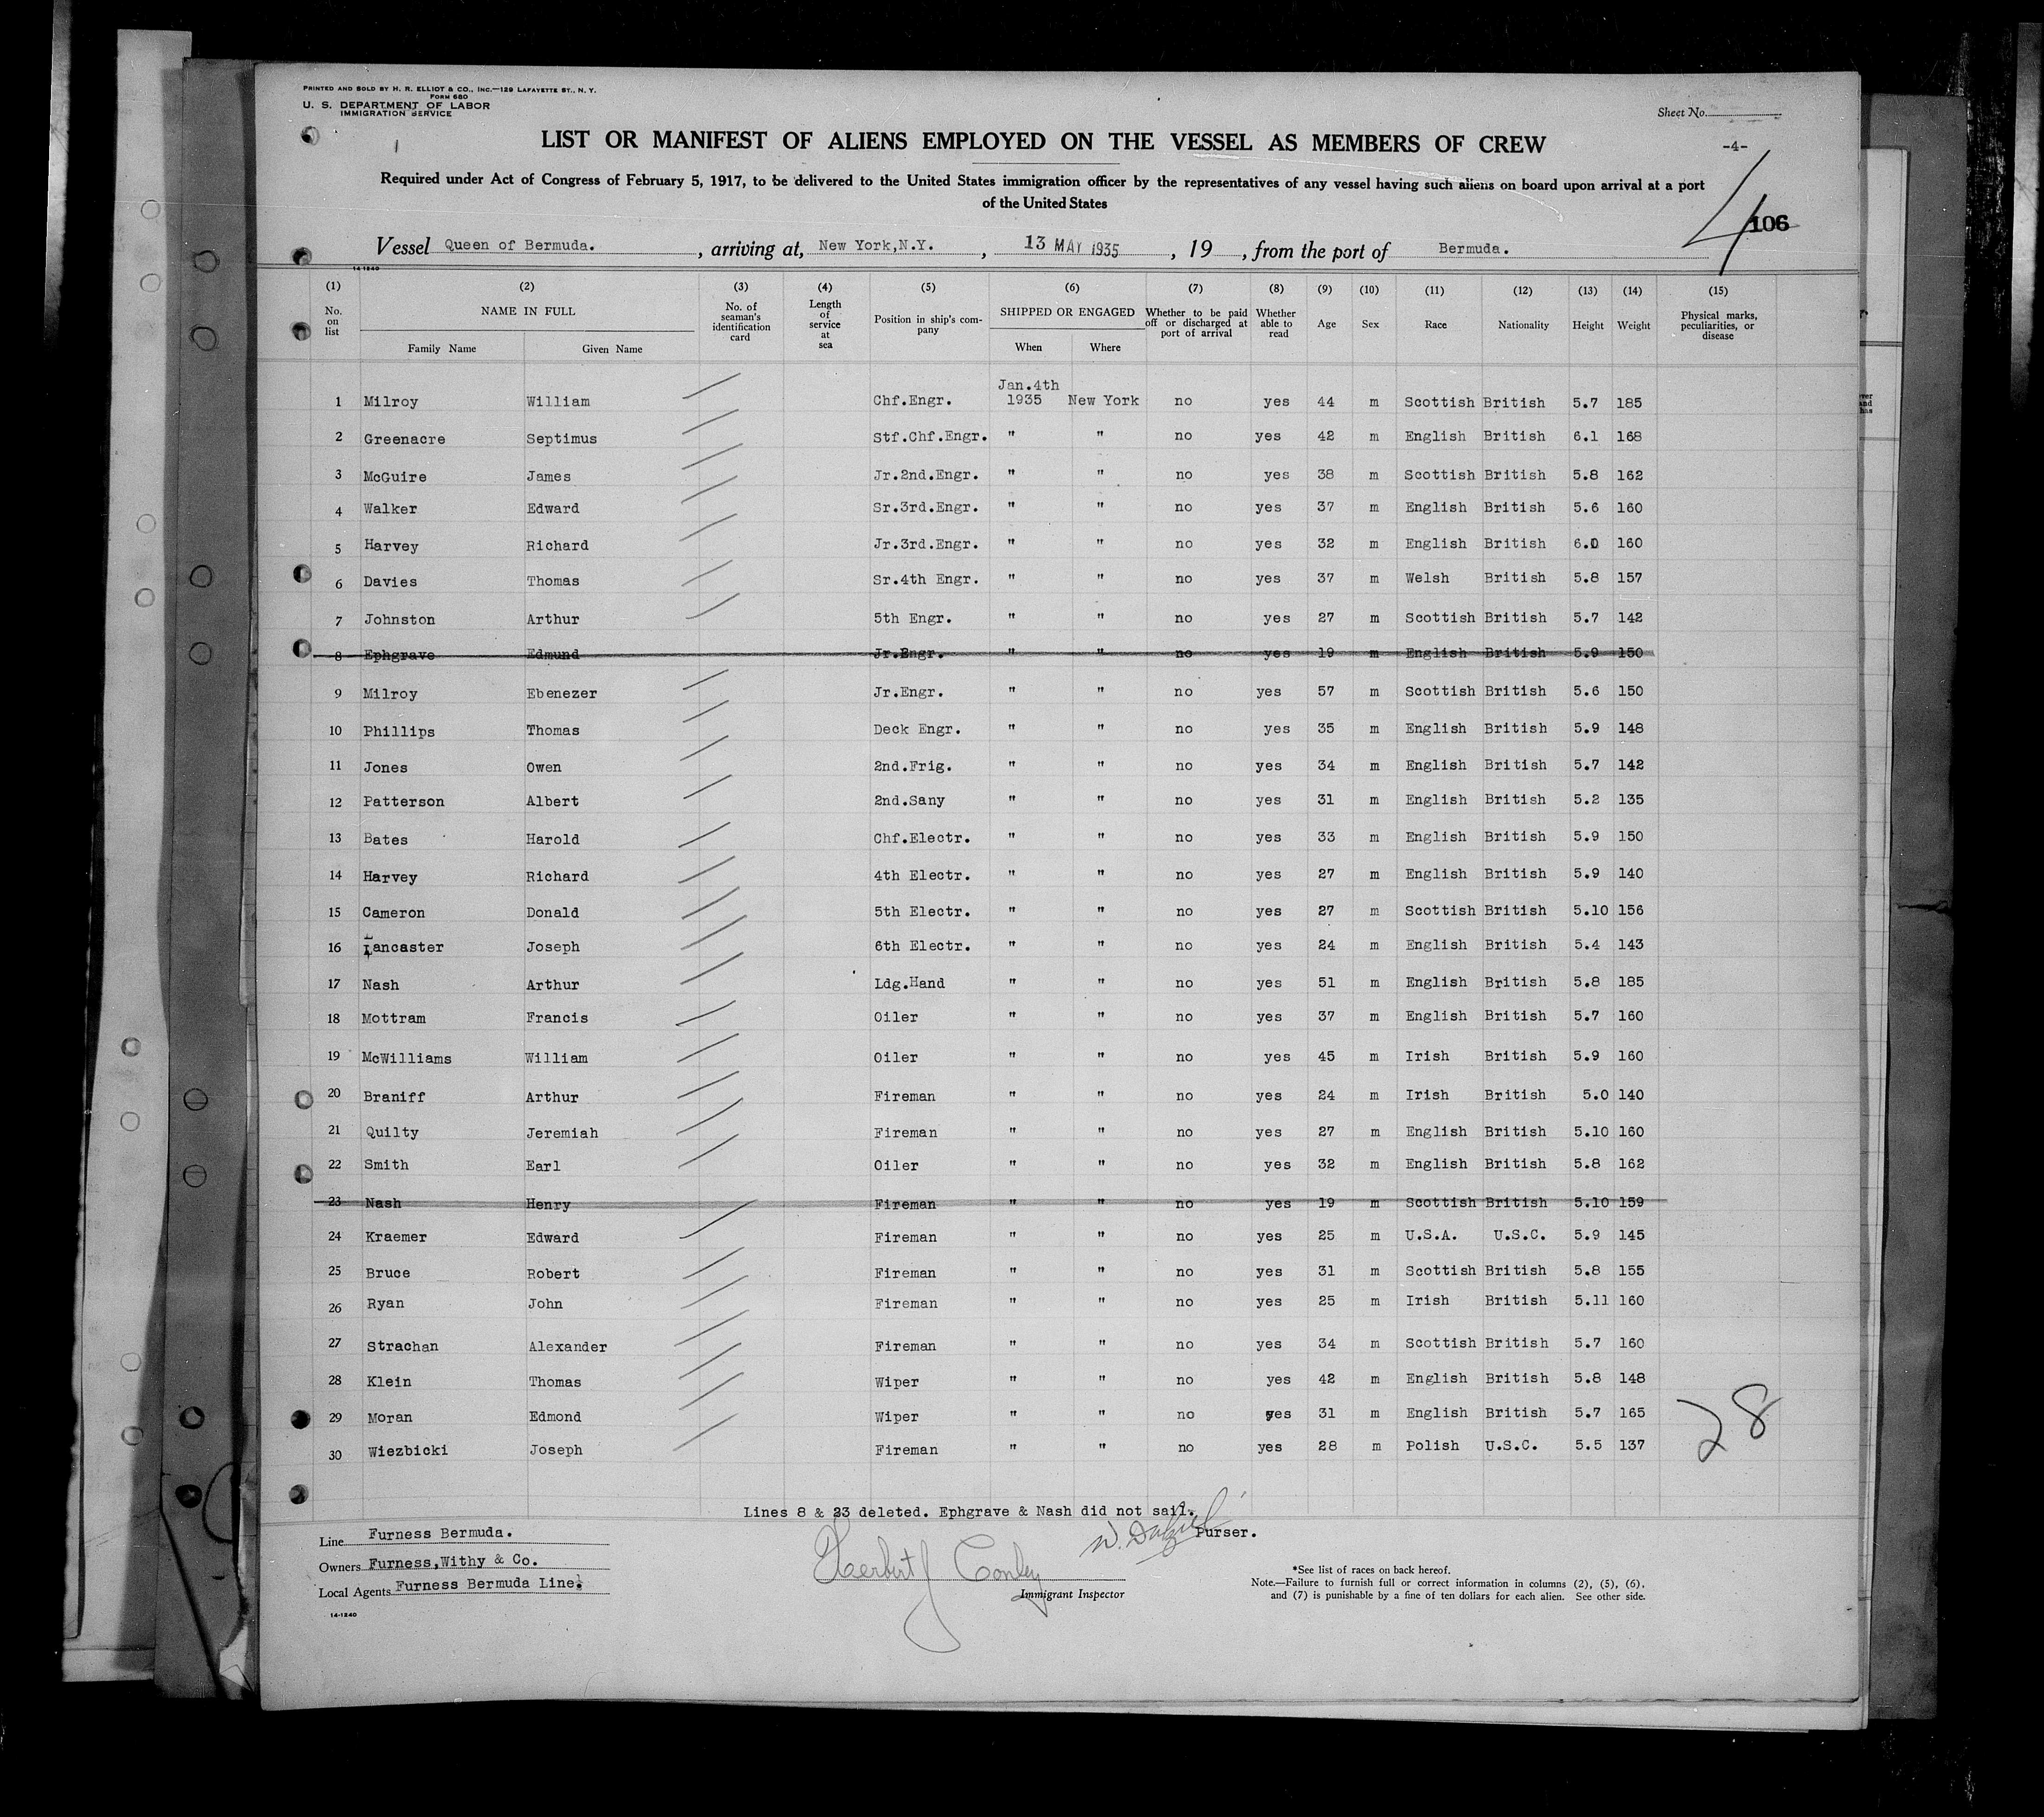 PRINTED AND SOLD BY H. R. ELLIOT & CO., INC.—129 LAFAYETTE ST., N. Y.
FORM 680
U. S. DEPARTMENT OF LABOR
IMMIGRATION SERVICE
Sheet No.
LIST OR MANIFEST OF ALIENS EMPLOYED ON THE VESSEL AS MEMBERS OF CREW
-4-
Required under Act of Congress of February 5, 1917, to be delivered to the United States immigration officer by the representatives of any vessel having such aliens on board upon arrival at a port
of the United States
4
106
Vessel Queen of Bermuda. , arriving at, New York,N.Y. , 13 MAY 1935 , 19 , from the port of Bermuda.
14-1240
(1) (2) (3) (4) (5) (6) (7) (8) (9) (10) (11) (12) (13) (14) (15)
No. on list NAME IN FULL Family Name Given Name No. of seaman's identification card Length of service at sea Position in ship's company SHIPPED OR ENGAGED When Where Whether to be paid off or discharged at port of arrival Whether able to read Age Sex Race Nationality Height Weight Physical marks, peculiarities, or disease
1 Milroy William Chf.Engr. Jan.4th 1935 New York no yes 44 m Scottish British 5.7 185
2 Greenacre Septimus Stf.Chf.Engr. " " no yes 42 m English British 6.1 168
3 McGuire James Jr.2nd.Engr. " " no yes 38 m Scottish British 5.8 162
4 Walker Edward Sr.3rd.Engr. " " no yes 37 m English British 5.6 160
5 Harvey Richard Jr.3rd.Engr. " " no yes 32 m English British 6.0 160
6 Davies Thomas Sr.4th Engr. " " no yes 37 m Welsh British 5.8 157
7 Johnston Arthur 5th Engr. " " no yes 27 m Scottish British 5.7 142
8 Ephgrave Edmund Jr.Engr. " " no yes 19 m English British 5.9 150
9 Milroy Ebenezer Jr.Engr. " " no yes 57 m Scottish British 5.6 150
10 Phillips Thomas Deck Engr. " " no yes 35 m English British 5.9 148
11 Jones Owen 2nd.Frig. " " no yes 34 m English British 5.7 142
12 Patterson Albert 2nd.Sany " " no yes 31 m English British 5.2 135
13 Bates Harold Chf.Electr. " " no yes 33 m English British 5.9 150
14 Harvey Richard 4th Electr. " " no yes 27 m English British 5.9 140
15 Cameron Donald 5th Electr. " " no yes 27 m Scottish British 5.10 156
16 Lancaster Joseph 6th Electr. " " no yes 24 m English British 5.4 143
17 Nash Arthur Ldg.Hand " " no yes 51 m English British 5.8 185
18 Mottram Francis Oiler " " no yes 37 m English British 5.7 160
19 McWilliams William Oiler " " no yes 45 m Irish British 5.9 160
20 Braniff Arthur Fireman " " no yes 24 m Irish British 5.0 140
21 Quilty Jeremiah Fireman " " no yes 27 m English British 5.10 160
22 Smith Earl Oiler " " no yes 32 m English British 5.8 162
23 Nash Henry Fireman " " no yes 19 m Scottish British 5.10 159
24 Kraemer Edward Fireman " " no yes 25 m U.S.A. U.S.C. 5.9 145
25 Bruce Robert Fireman " " no yes 31 m Scottish British 5.8 155
26 Ryan John Fireman " " no yes 25 m Irish British 5.11 160
27 Strachan Alexander Fireman " " no yes 34 m Scottish British 5.7 160
28 Klein Thomas Wiper " " no yes 42 m English British 5.8 148
29 Moran Edmond Wiper " " no yes 31 m English British 5.7 165
30 Wiezbicki Joseph Fireman " " no yes 28 m Polish U.S.C. 5.5 137
28
Lines 8 & 23 deleted. Ephgrave & Nash did not sail.
Purser.
Line Furness Bermuda.
Owners Furness,Withy & Co.
Local Agents Furness Bermuda Line.
14-1240
Herbert J Conley
Immigrant Inspector
*See list of races on back hereof.
Note.—Failure to furnish full or correct information in columns (2), (5), (6),
and (7) is punishable by a fine of ten dollars for each alien. See other side.